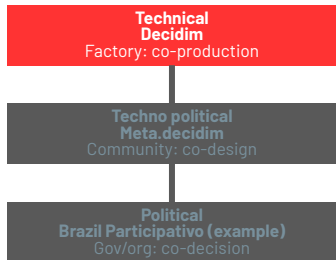 Technical
Decidim
Factory: co-production
Techno political
Meta.decidim
Community: co-design
Political
Brazil Participativo (example)
Gov/org: co-decision